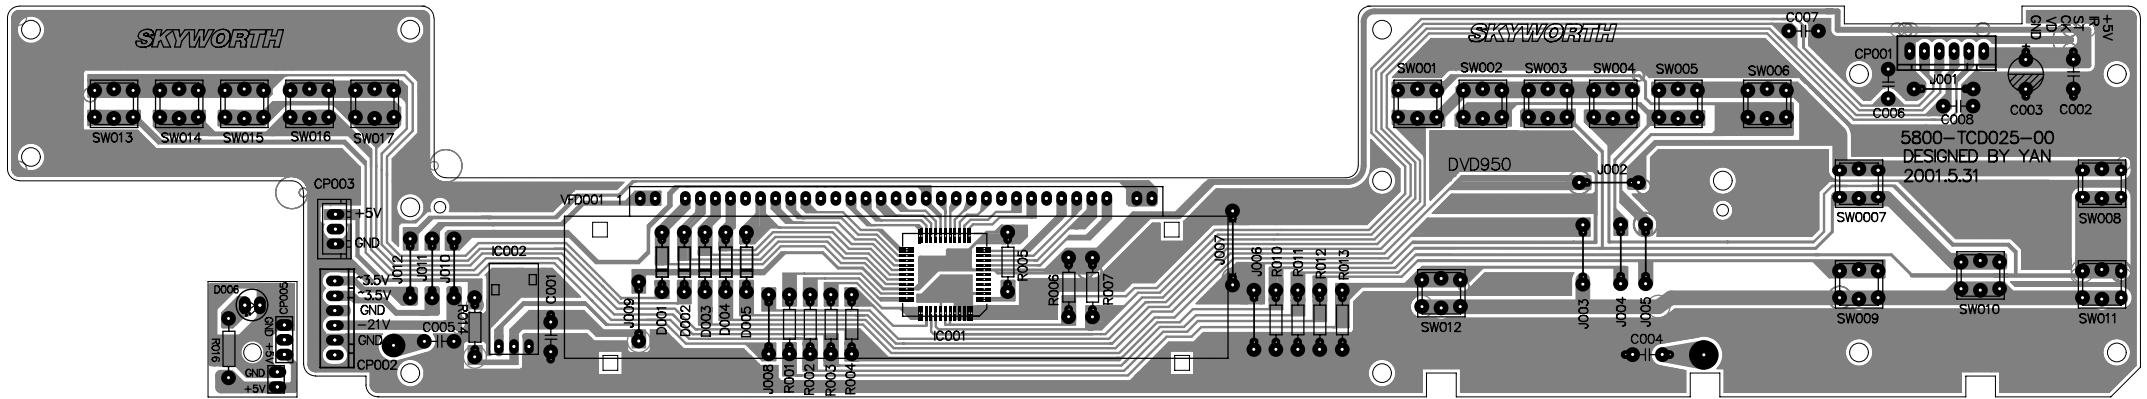 SKYWORTH
SW013 SW014 SW015 SW016 SW017
CP003
+5V
GND
~3.5V
~3.5V
GND
-21V
GND
CP002
D006
CP005
GND
+5V
R016
GND
+5V
J012
J011
J010
C005
R014
IC002
C001
VFD001
J009
D001
D002
D003
D004
D005
J008
R001
R002
R003
R004
IC001
R005
R006
R007
J007
J006
R010
R011
R012
R013
SKYWORTH
C007
SW001 SW002 SW003 SW004 SW005 SW006
CP001
GND
VD
CK
ST
R
+5V
J001
C006
C008
C003
C002
5800-TCD025-00
DESIGNED BY YAN
2001.5.31
DVD950
J002
SW0007
SW008
J003
J004
J005
SW012
SW009
SW010
SW011
C004